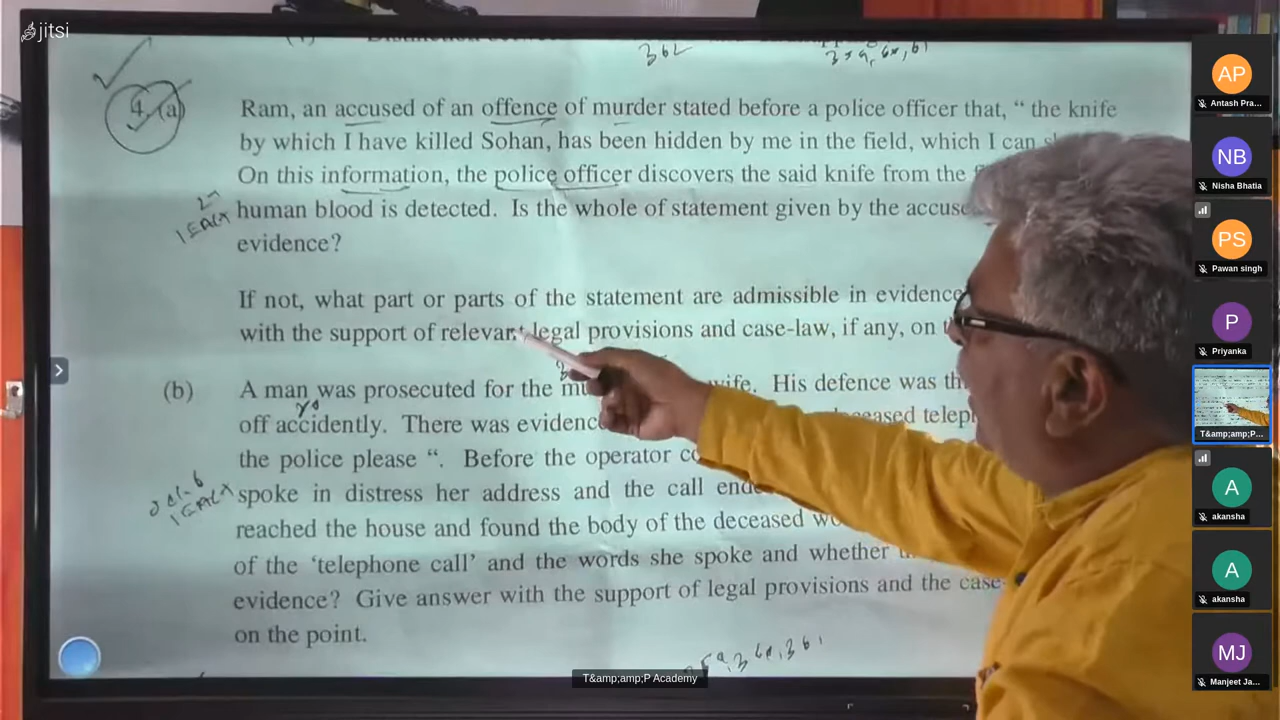 jitsi
362
359, 60, 61
4. (a)
Ram, an accused of an offence of murder stated before a police officer that, “ the knife
by which I have killed Sohan, has been hidden by me in the field, which I can
On this information, the police officer discovers the said knife from the
human blood is detected. Is the whole of statement given by the
evidence?
27
IEACT
If not, what part or parts of the statement are admissible in evidence
with the support of relevant legal provisions and case-law, if any, on
(b)
A man was prosecuted for the wife. His defence was
off accidently. There was
the police please “. Before the operator
spoke in distress her address and the call
reached the house and found the body of the deceased
of the ‘telephone call’ and the words she spoke and whether
evidence? Give answer with the support of legal provisions and the case
on the point.
6
IEACT
T&amp;amp;P Academy
AP
Antash Pra...
NB
Nisha Bhatia
PS
Pawan singh
P
Priyanka
T&amp;amp;P...
A
akansha
A
akansha
MJ
Manjeet Ja...